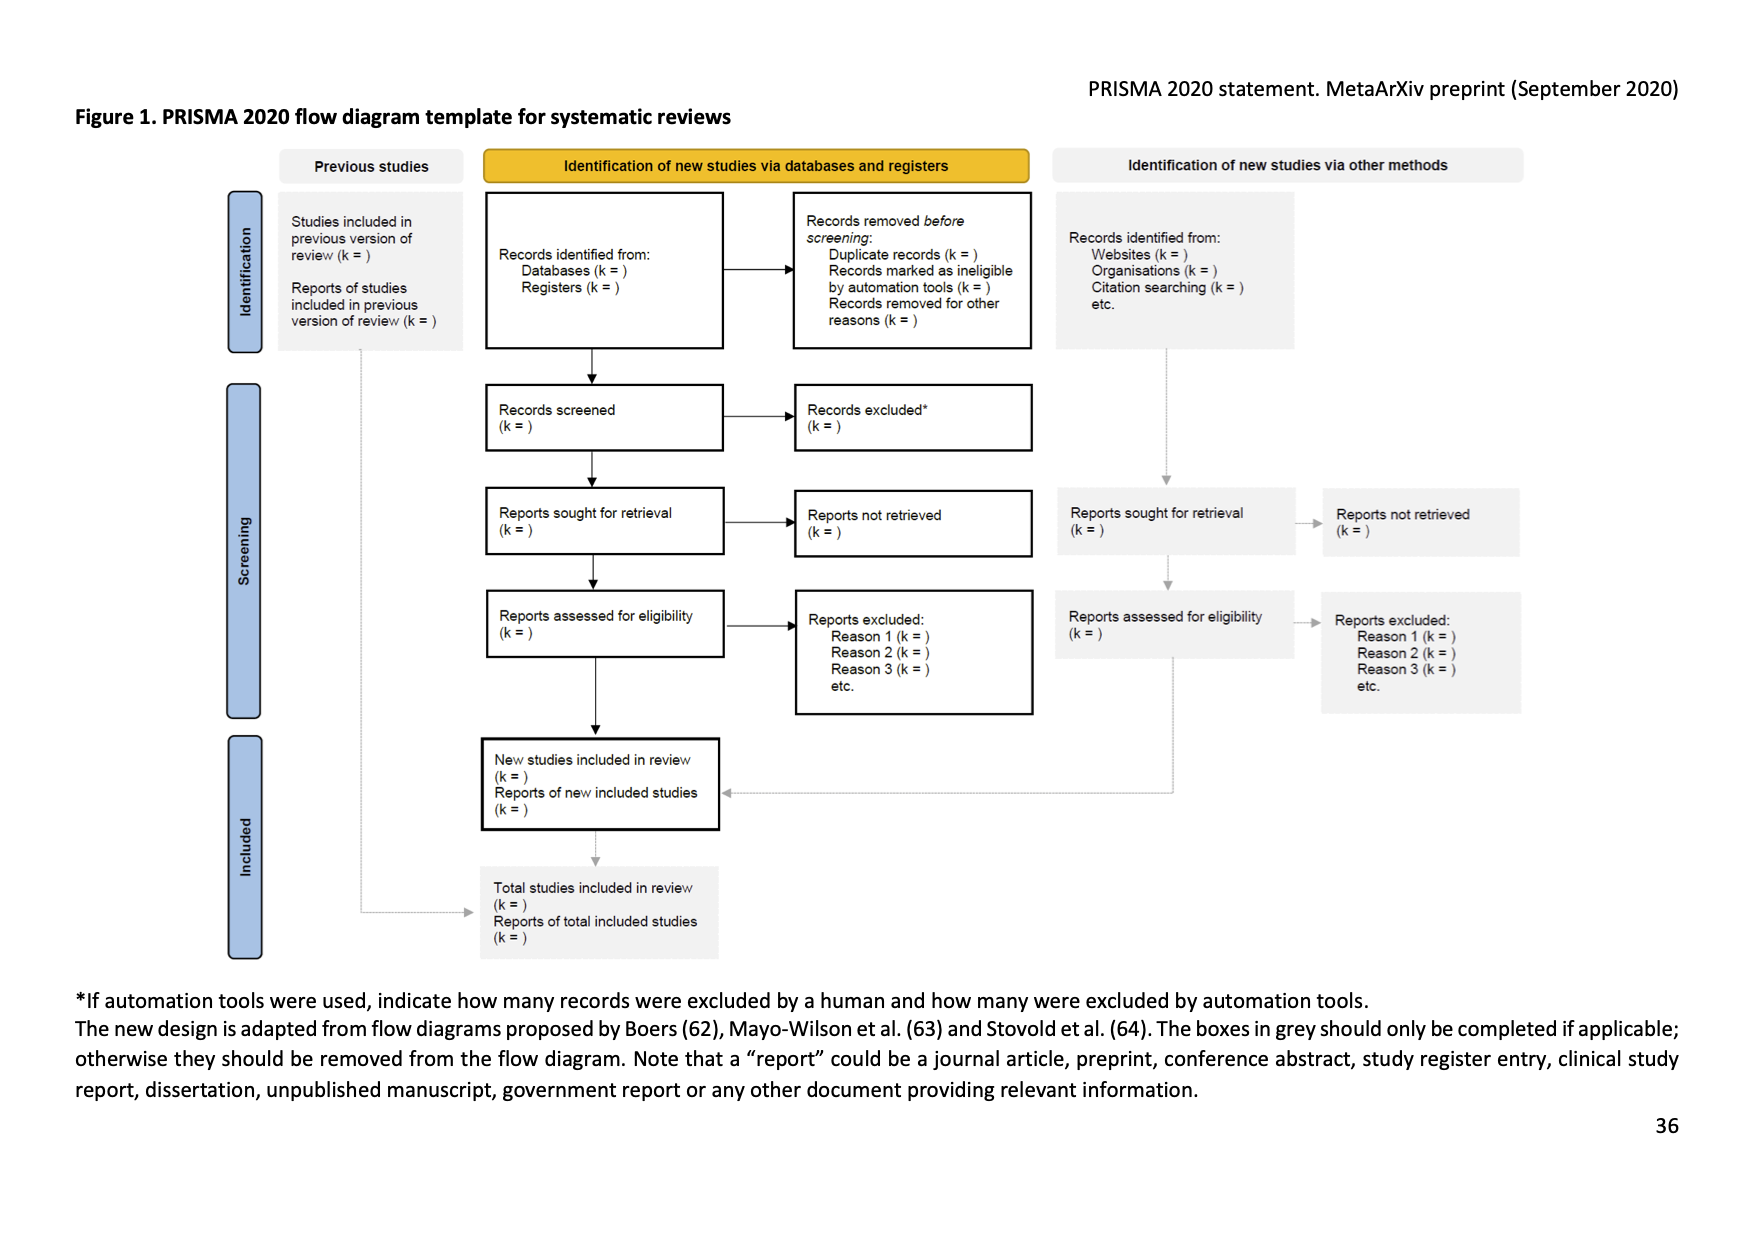 PRISMA 2020 statement. MetaArXiv preprint (September 2020)
Figure 1. PRISMA 2020 flow diagram template for systematic reviews
Previous studies
Identification of new studies via databases and registers
Identification of new studies via other methods
Identification
Studies included in
previous version of
review (k = )
Reports of studies
included in previous
version of review (k = )
Records identified from:
Databases (k = )
Registers (k = )
Records removed before
screening:
Duplicate records (k = )
Records marked as ineligible
by automation tools (k = )
Records removed for other
reasons (k = )
Records identified from:
Websites (k = )
Organisations (k = )
Citation searching (k = )
etc.
Screening
Records screened
(k = )
Records excluded*
(k = )
Reports sought for retrieval
(k = )
Reports not retrieved
(k = )
Reports sought for retrieval
(k = )
Reports not retrieved
(k = )
Reports assessed for eligibility
(k = )
Reports excluded:
Reason 1 (k = )
Reason 2 (k = )
Reason 3 (k = )
etc.
Reports assessed for eligibility
(k = )
Reports excluded:
Reason 1 (k = )
Reason 2 (k = )
Reason 3 (k = )
etc.
Included
New studies included in review
(k = )
Reports of new included studies
(k = )
Total studies included in review
(k = )
Reports of total included studies
(k = )
*If automation tools were used, indicate how many records were excluded by a human and how many were excluded by automation tools.
The new design is adapted from flow diagrams proposed by Boers (62), Mayo-Wilson et al. (63) and Stovold et al. (64). The boxes in grey should only be completed if applicable;
otherwise they should be removed from the flow diagram. Note that a “report” could be a journal article, preprint, conference abstract, study register entry, clinical study
report, dissertation, unpublished manuscript, government report or any other document providing relevant information.
36